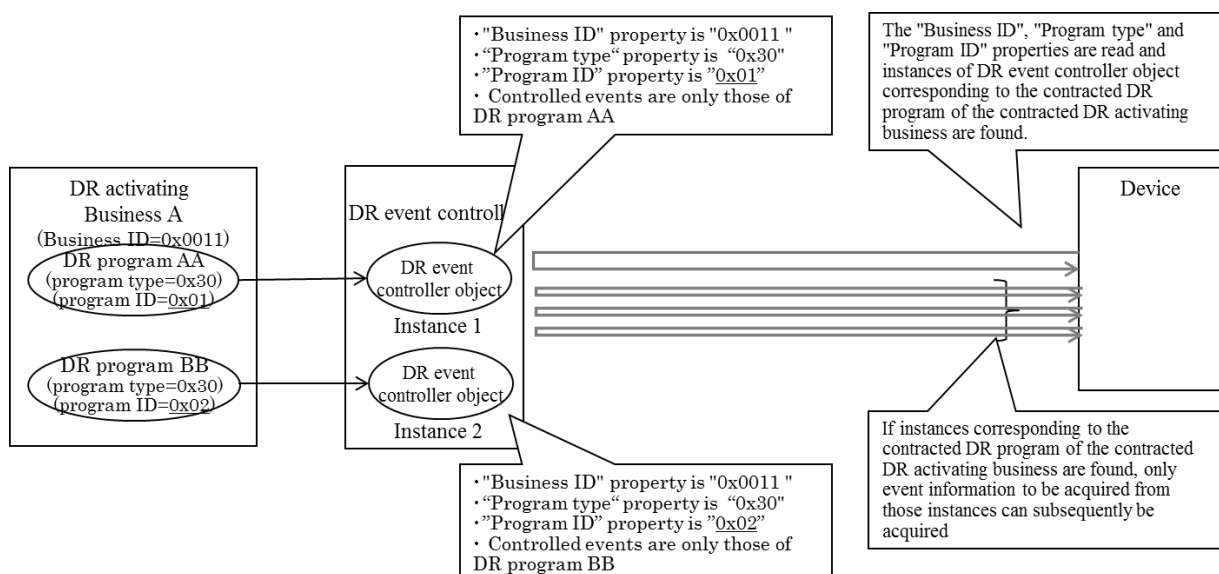 ・"Business ID" property is "0x0011 "
・“Program type“ property is “0x30"
・”Program ID” property is ”0x01”
・ Controlled events are only those of
DR program AA
The "Business ID", "Program type" and
"Program ID" properties are read and
instances of DR event controller object
corresponding to the contracted DR
program of the contracted DR activating
business are found.
DR activating
Business A
(Business ID=0x0011)
DR program AA
(program type=0x30)
(program ID=0x01)
DR program BB
(program type=0x30)
(program ID=0x02)
DR event controll
DR event
controller object
Instance 1
DR event
controller object
Instance 2
Device
・"Business ID" property is "0x0011 "
・“Program type“ property is “0x30"
・”Program ID” property is ”0x02”
・ Controlled events are only those of
DR program BB
If instances corresponding to the
contracted DR program of the contracted
DR activating business are found, only
event information to be acquired from
those instances can subsequently be
acquired